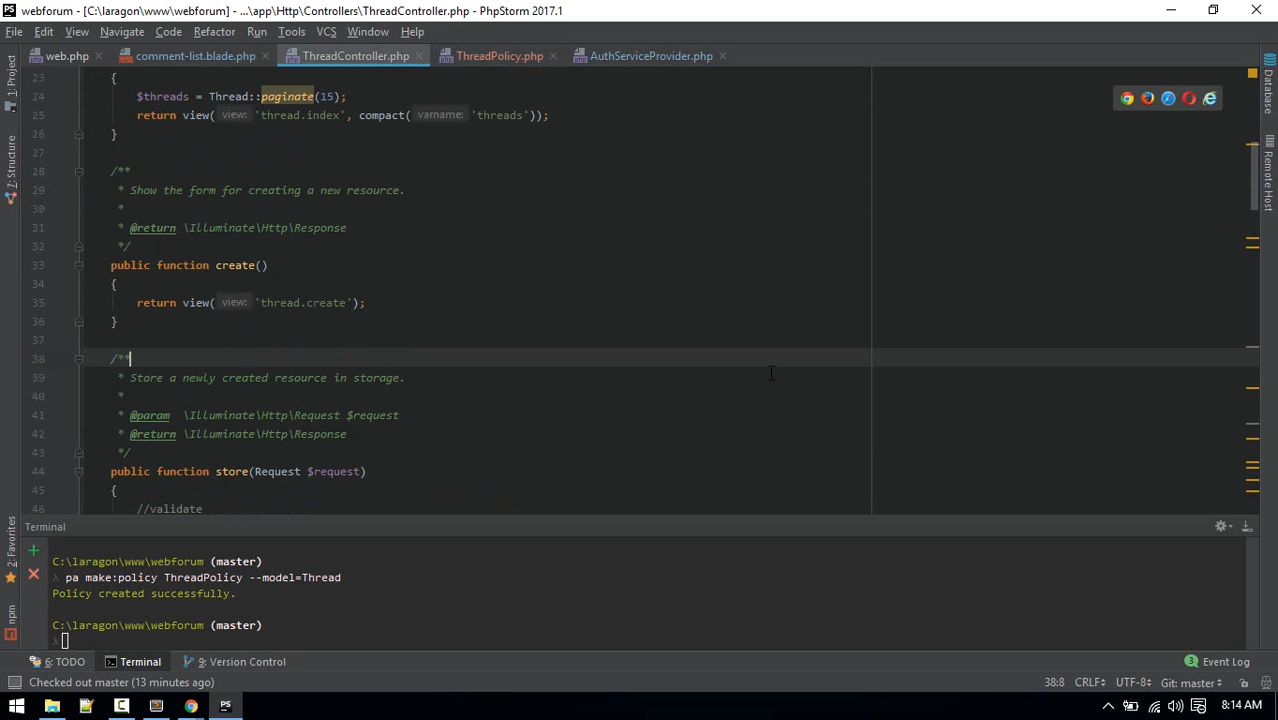 webforum - [C:\laragon\www\webforum] - ...\app\Http\Controllers\ThreadController.php - PhpStorm 2017.1
File Edit View Navigate Code Refactor Run Tools VCS Window Help
web.php comment-list.blade.php ThreadController.php ThreadPolicy.php AuthServiceProvider.php
1: Project
7: Structure
2: Favorites
npm
Database
Remote Host
23 {
24 $threads = Thread::paginate(15);
25 return view( view: 'thread.index', compact( varname: 'threads'));
26 }
27
28 /**
29 * Show the form for creating a new resource.
30 *
31 * @return \Illuminate\Http\Response
32 */
33 public function create()
34 {
35 return view( view: 'thread.create');
36 }
37
38 /**
39 * Store a newly created resource in storage.
40 *
41 * @param \Illuminate\Http\Request $request
42 * @return \Illuminate\Http\Response
43 */
44 public function store(Request $request)
45 {
46 //validate
Terminal
C:\laragon\www\webforum (master)
λ pa make:policy ThreadPolicy --model=Thread
Policy created successfully.
C:\laragon\www\webforum (master)
λ
6: TODO Terminal 9: Version Control 3 Event Log
Checked out master (13 minutes ago) 38:8 CRLF UTF-8 Git: master
PS 8:14 AM